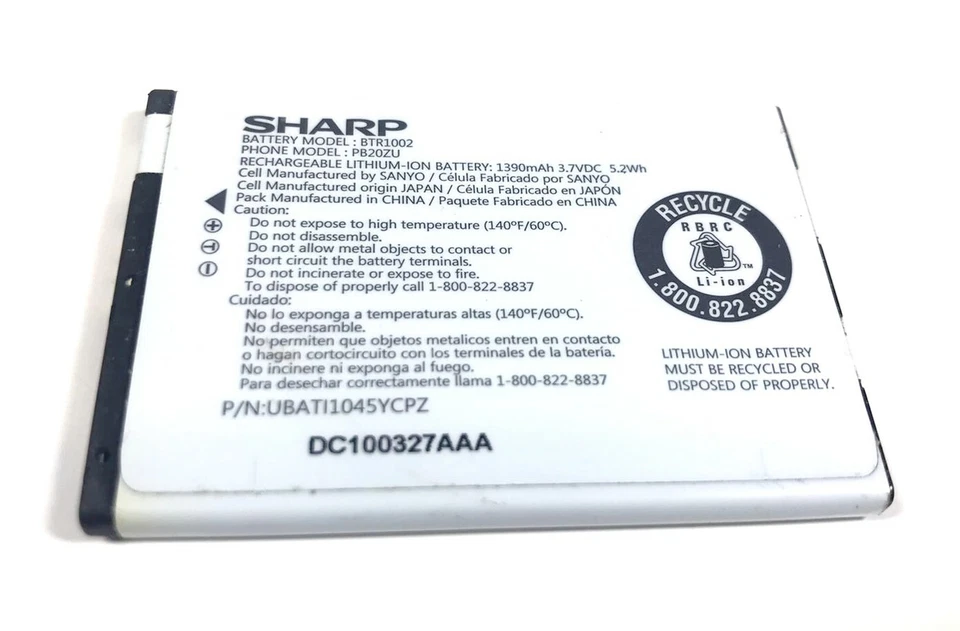 SHARP
BATTERY MODEL : BTR1002
PHONE MODEL : PB20ZU
RECHARGEABLE LITHIUM-ION BATTERY: 1390mAh 3.7VDC 5.2Wh
Cell Manufactured by SANYO / Célula Fabricado por SANYO
Cell Manufactured origin JAPAN / Célula Fabricado en JAPÓN
Pack Manufactured in CHINA / Paquete Fabricado en CHINA
Caution:
Do not expose to high temperature (140ºF/60ºC).
Do not disassemble.
Do not allow metal objects to contact or
short circuit the battery terminals.
Do not incinerate or expose to fire.
To dispose of properly call 1-800-822-8837
Cuidado:
No lo exponga a temperaturas altas (140ºF/60ºC).
No desensamble.
No permiten que objetos metalicos entren en contacto
o hagan cortocircuito con los terminales de la batería.
No incinere ni exponga al fuego.
Para desechar correctamente llama 1-800-822-8837
P/N:UBATI1045YCPZ
DC100327AAA
RECYCLE
RBRC
TM
Li-ion
1.800.822.8837
LITHIUM-ION BATTERY
MUST BE RECYCLED OR
DISPOSED OF PROPERLY.